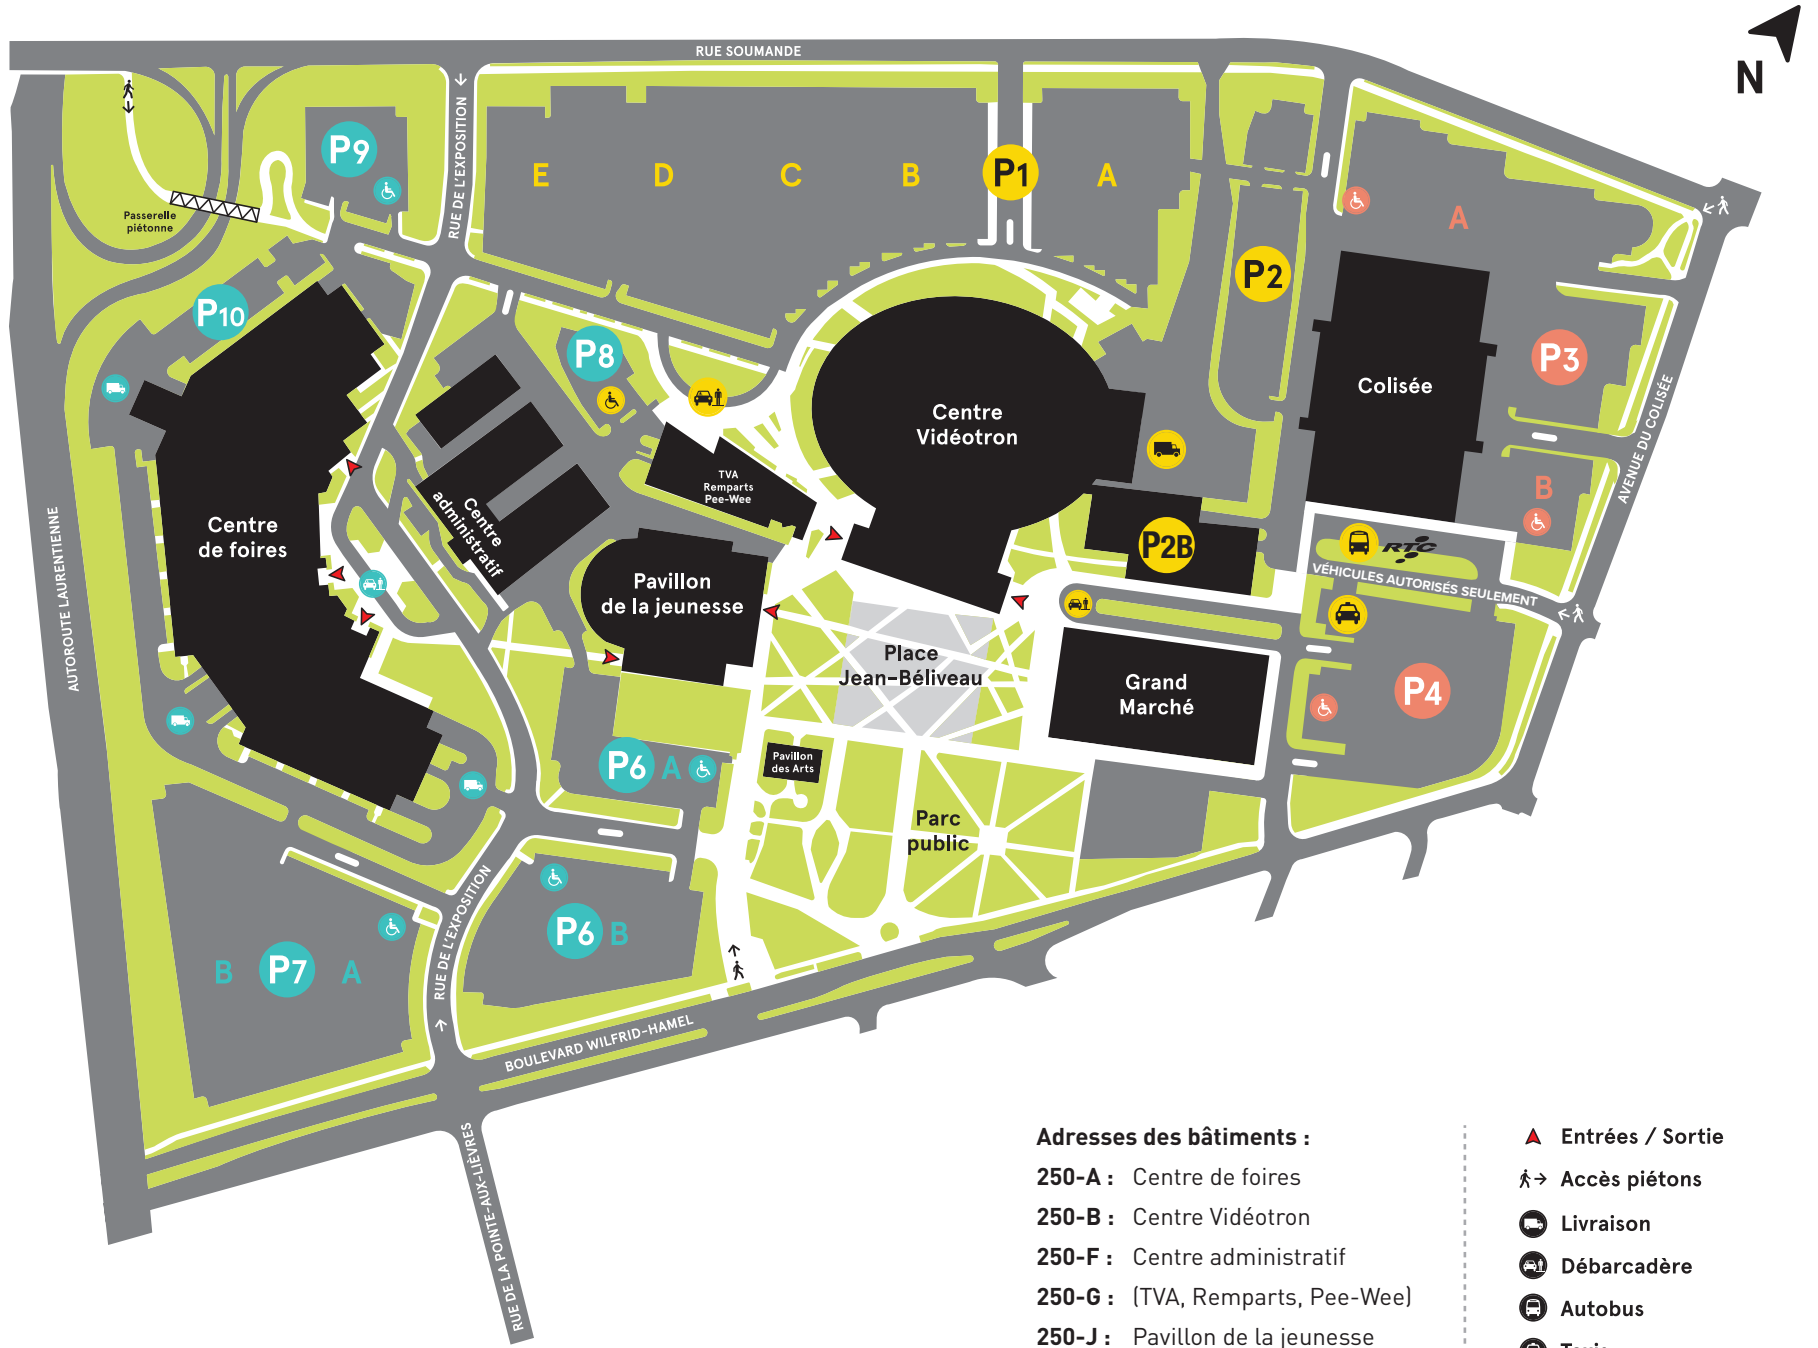 N
RUE SOUMANDE
RUE DE L'EXPOSITION
P9
Passerelle
piétonne
E
D
C
B
P1
A
A
P2
P10
P8
P3
Colisée
Centre
Vidéotron
AVENUE DU COLISÉE
TVA
Remparts
Pee-Wee
B
Centre
administratif
Centre
de foires
P2B
RTC
VÉHICULES AUTORISÉS SEULEMENT
Pavillon
de la jeunesse
AUTOROUTE LAURENTIENNE
Place
Jean-Béliveau
Grand
Marché
P4
P6 A
Pavillon
des Arts
Parc
public
RUE DE L'EXPOSITION
P6 B
B P7 A
BOULEVARD WILFRID-HAMEL
RUE DE LA POINTE-AUX-LIÈVRES
Adresses des bâtiments :
250-A : Centre de foires
250-B : Centre Vidéotron
250-F : Centre administratif
250-G : (TVA, Remparts, Pee-Wee)
250-J : Pavillon de la jeunesse
Entrées / Sortie
Accès piétons
Livraison
Débarcadère
Autobus